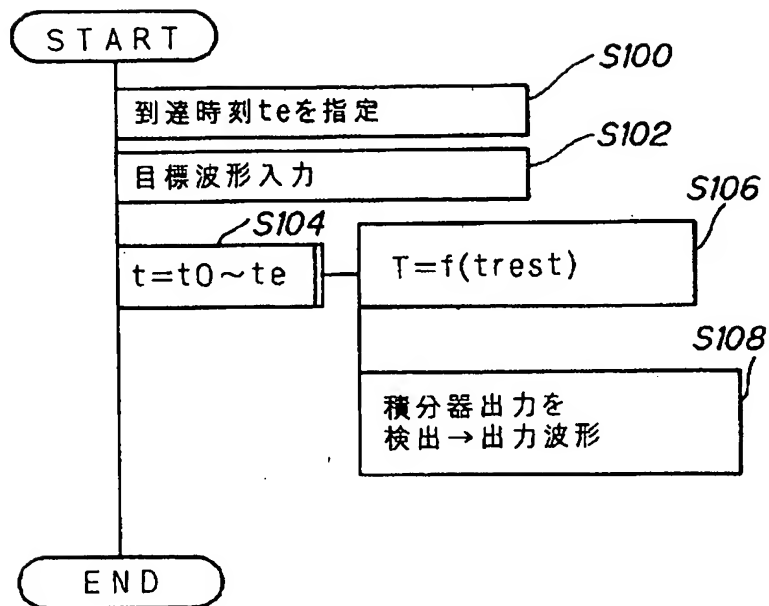 START
S100
到達時刻teを指定
S102
目標波形入力
S104
t=t0~te
S106
T=f(trest)
S108
積分器出力を
検出→出力波形
END